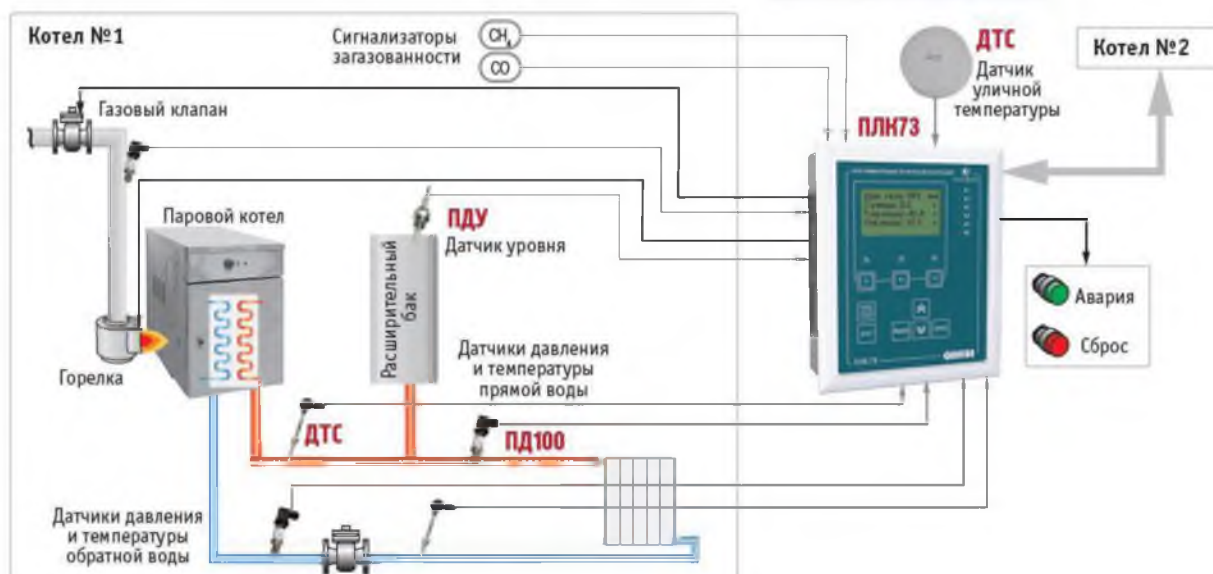 Котел №1
Сигнализаторы
загазованности
CH4
CO
ДТС
Датчик
уличной
температуры
Котел №2
Газовый клапан
ПЛК73
Паровой котел
ПДУ
Датчик уровня
Расширительный
бак
Авария
Сброс
Горелка
Датчики давления
и температуры
прямой воды
ДТС
ПД100
Датчики давления
и температуры
обратной воды